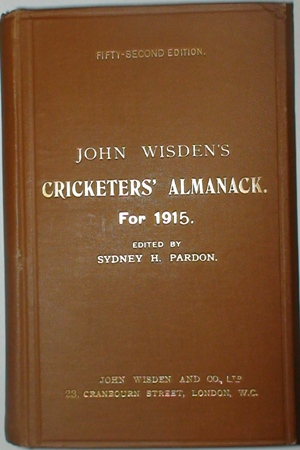 FIFTY-SECOND EDITION.
JOHN WISDEN'S
CRICKETERS' ALMANACK.
For 1915.
EDITED BY
SYDNEY H. PARDON.
JOHN WISDEN AND CO., LTD
23, CRANBOURN STREET, LONDON, W.C.